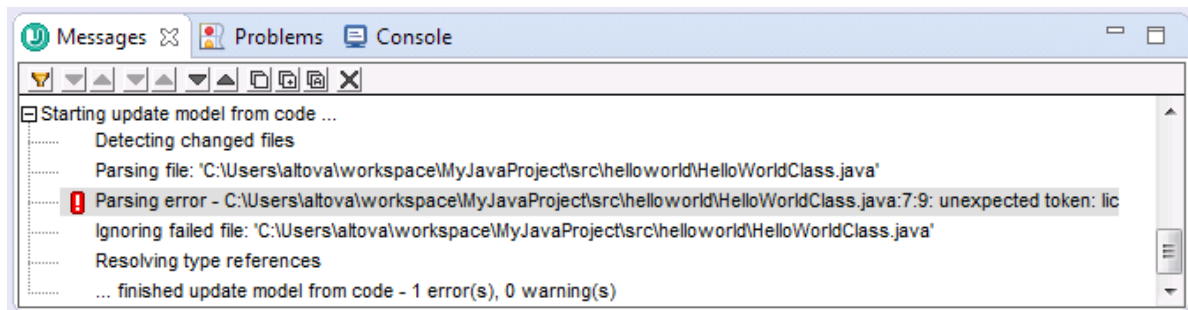 Messages Problems Console
Starting update model from code ...
Detecting changed files
Parsing file: 'C:\Users\altova\workspace\MyJavaProject\src\helloworld\HelloWorldClass.java'
Parsing error - C:\Users\altova\workspace\MyJavaProject\src\helloworld\HelloWorldClass.java:7:9: unexpected token: lic
Ignoring failed file: 'C:\Users\altova\workspace\MyJavaProject\src\helloworld\HelloWorldClass.java'
Resolving type references
... finished update model from code - 1 error(s), 0 warning(s)